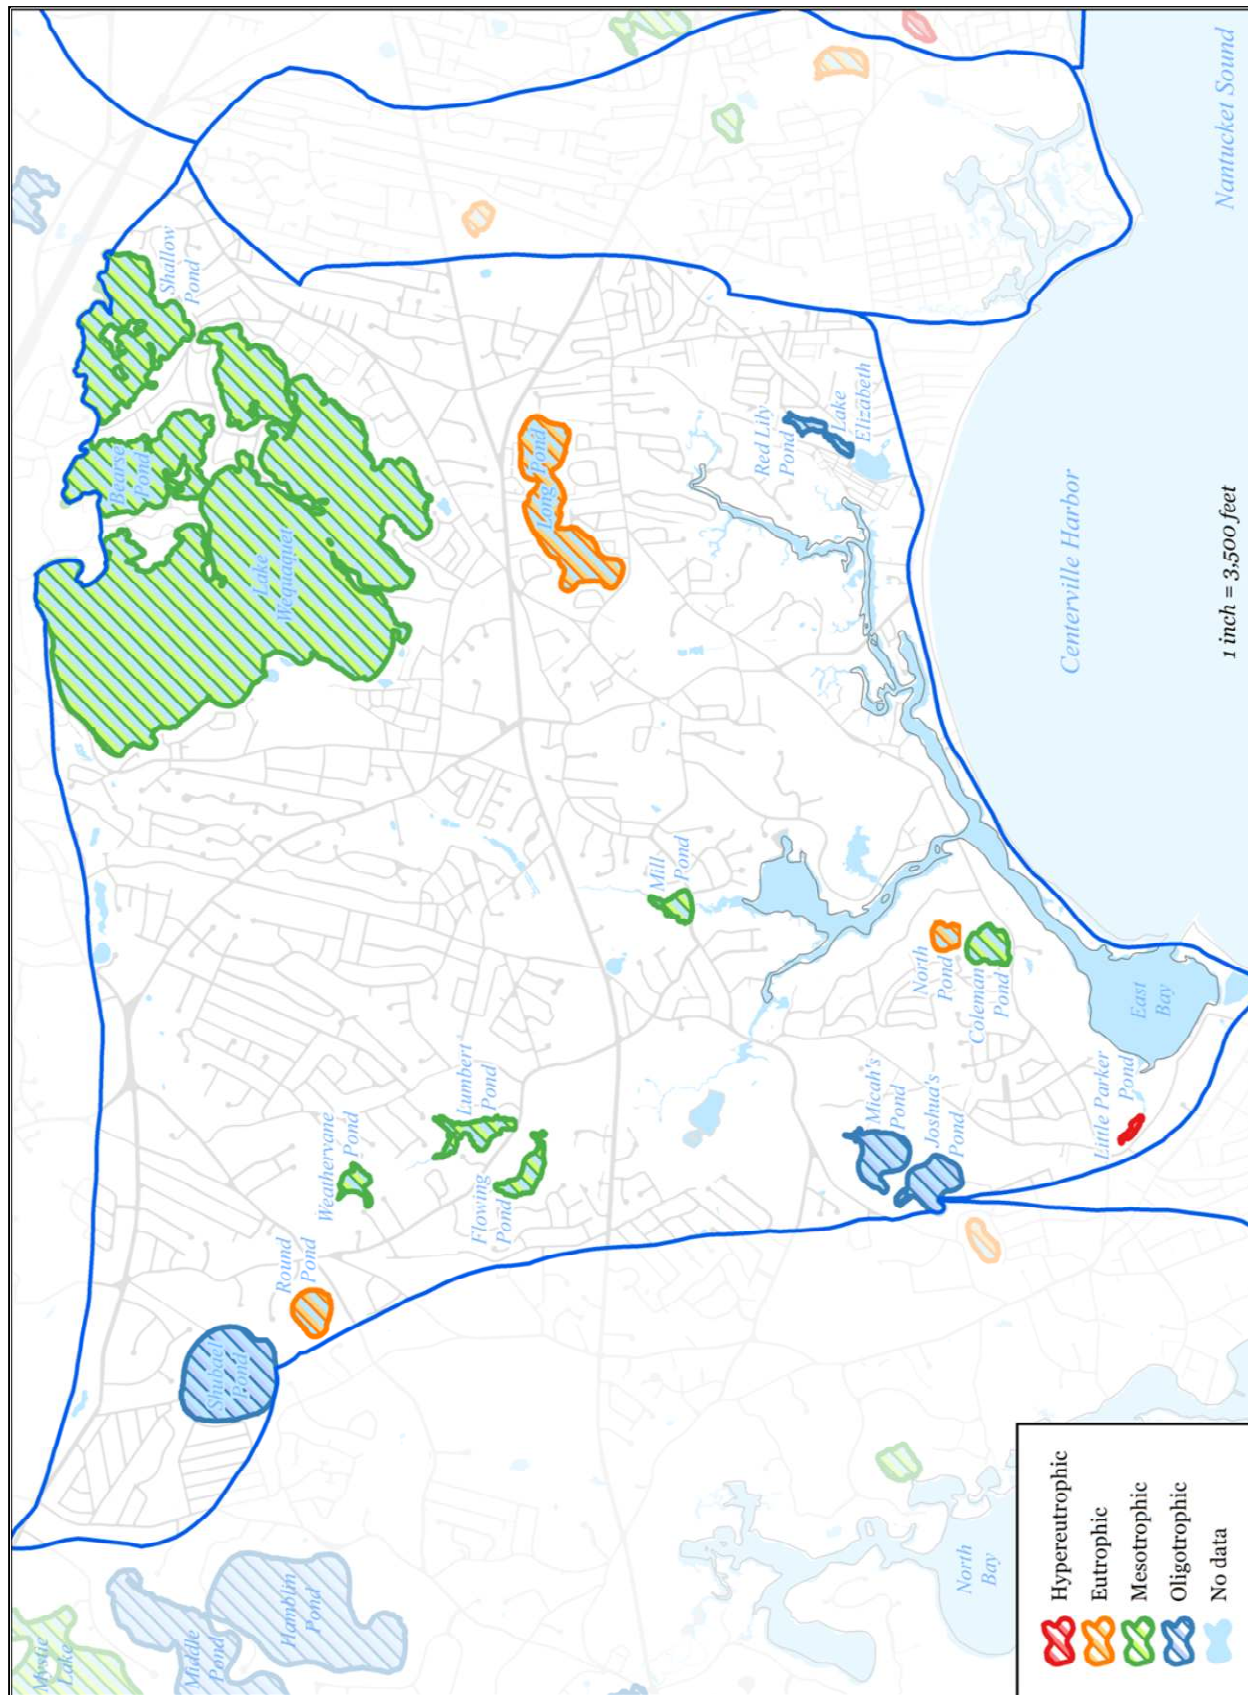 Mystic
Lake
Middle
Pond
Hamblin
Pond
Shubael
Pond
Round
Pond
Weathervane
Pond
Lumbert
Pond
Flowing
Pond
Lake
Wequaquet
Bearse
Pond
Shallow
Pond
Long
Pond
Mill
Pond
Red Lily
Pond
Lake
Elizabeth
Micah's
Pond
Joshua's
Pond
North
Pond
Coleman
Pond
Little Parker
Pond
East
Bay
North
Bay
Centerville Harbor
Nantucket Sound
1 inch = 3,500 feet
Hypereutrophic
Eutrophic
Mesotrophic
Oligotrophic
No data